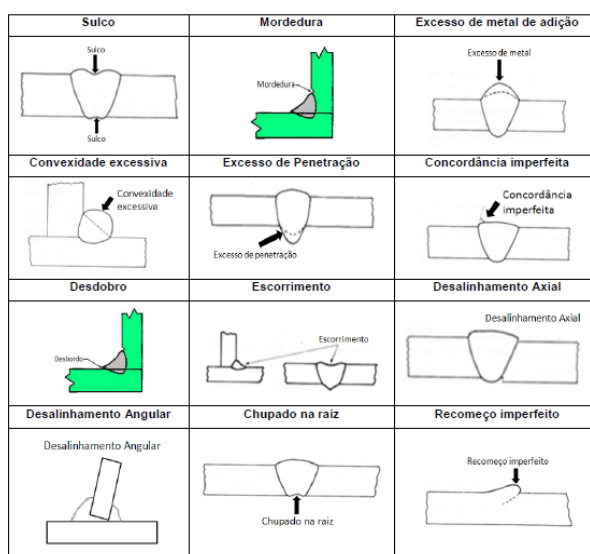 Sulco
Mordedura
Excesso de metal de adição
Sulco
Sulco
Mordedura
Excesso de metal
Convexidade excessiva
Excesso de Penetração
Concordância imperfeita
Convexidade
excessiva
Excesso de penetração
Concordância
imperfeita
Desdobro
Escorrimento
Desalinhamento Axial
Desbordo
Escorrimento
Desalinhamento Axial
Desalinhamento Angular
Chupado na raiz
Recomeço imperfeito
Desalinhamento Angular
Chupado na raiz
Recomeço imperfeito